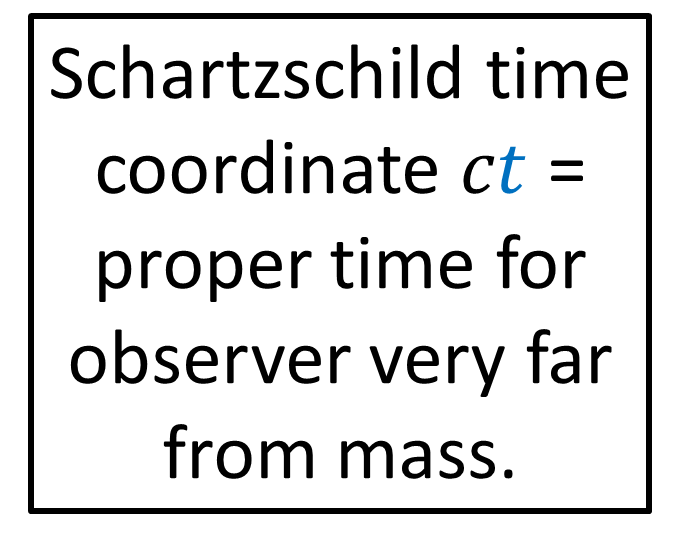 Schartzschild time
coordinate ct =
proper time for
observer very far
from mass.